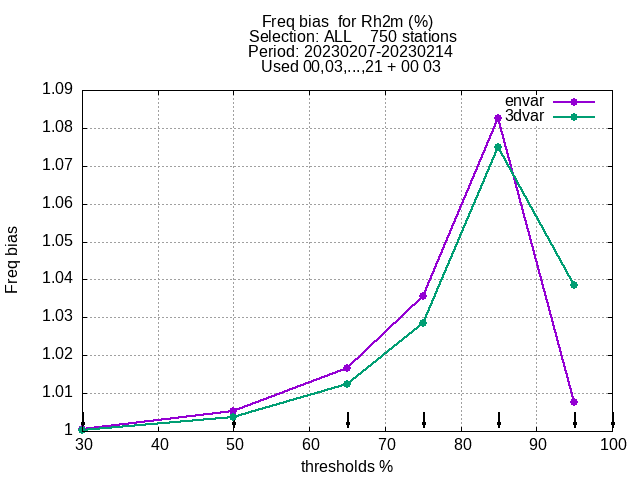 Freq bias  for Rh2m (%)
Selection: ALL    750 stations
Period: 20230207-20230214
Used 00,03,...,21 + 00 03
envar
3dvar
1.09
1.08
1.07
1.06
1.05
1.04
1.03
1.02
1.01
1
Freq bias
30 40 50 60 70 80 90 100
thresholds %